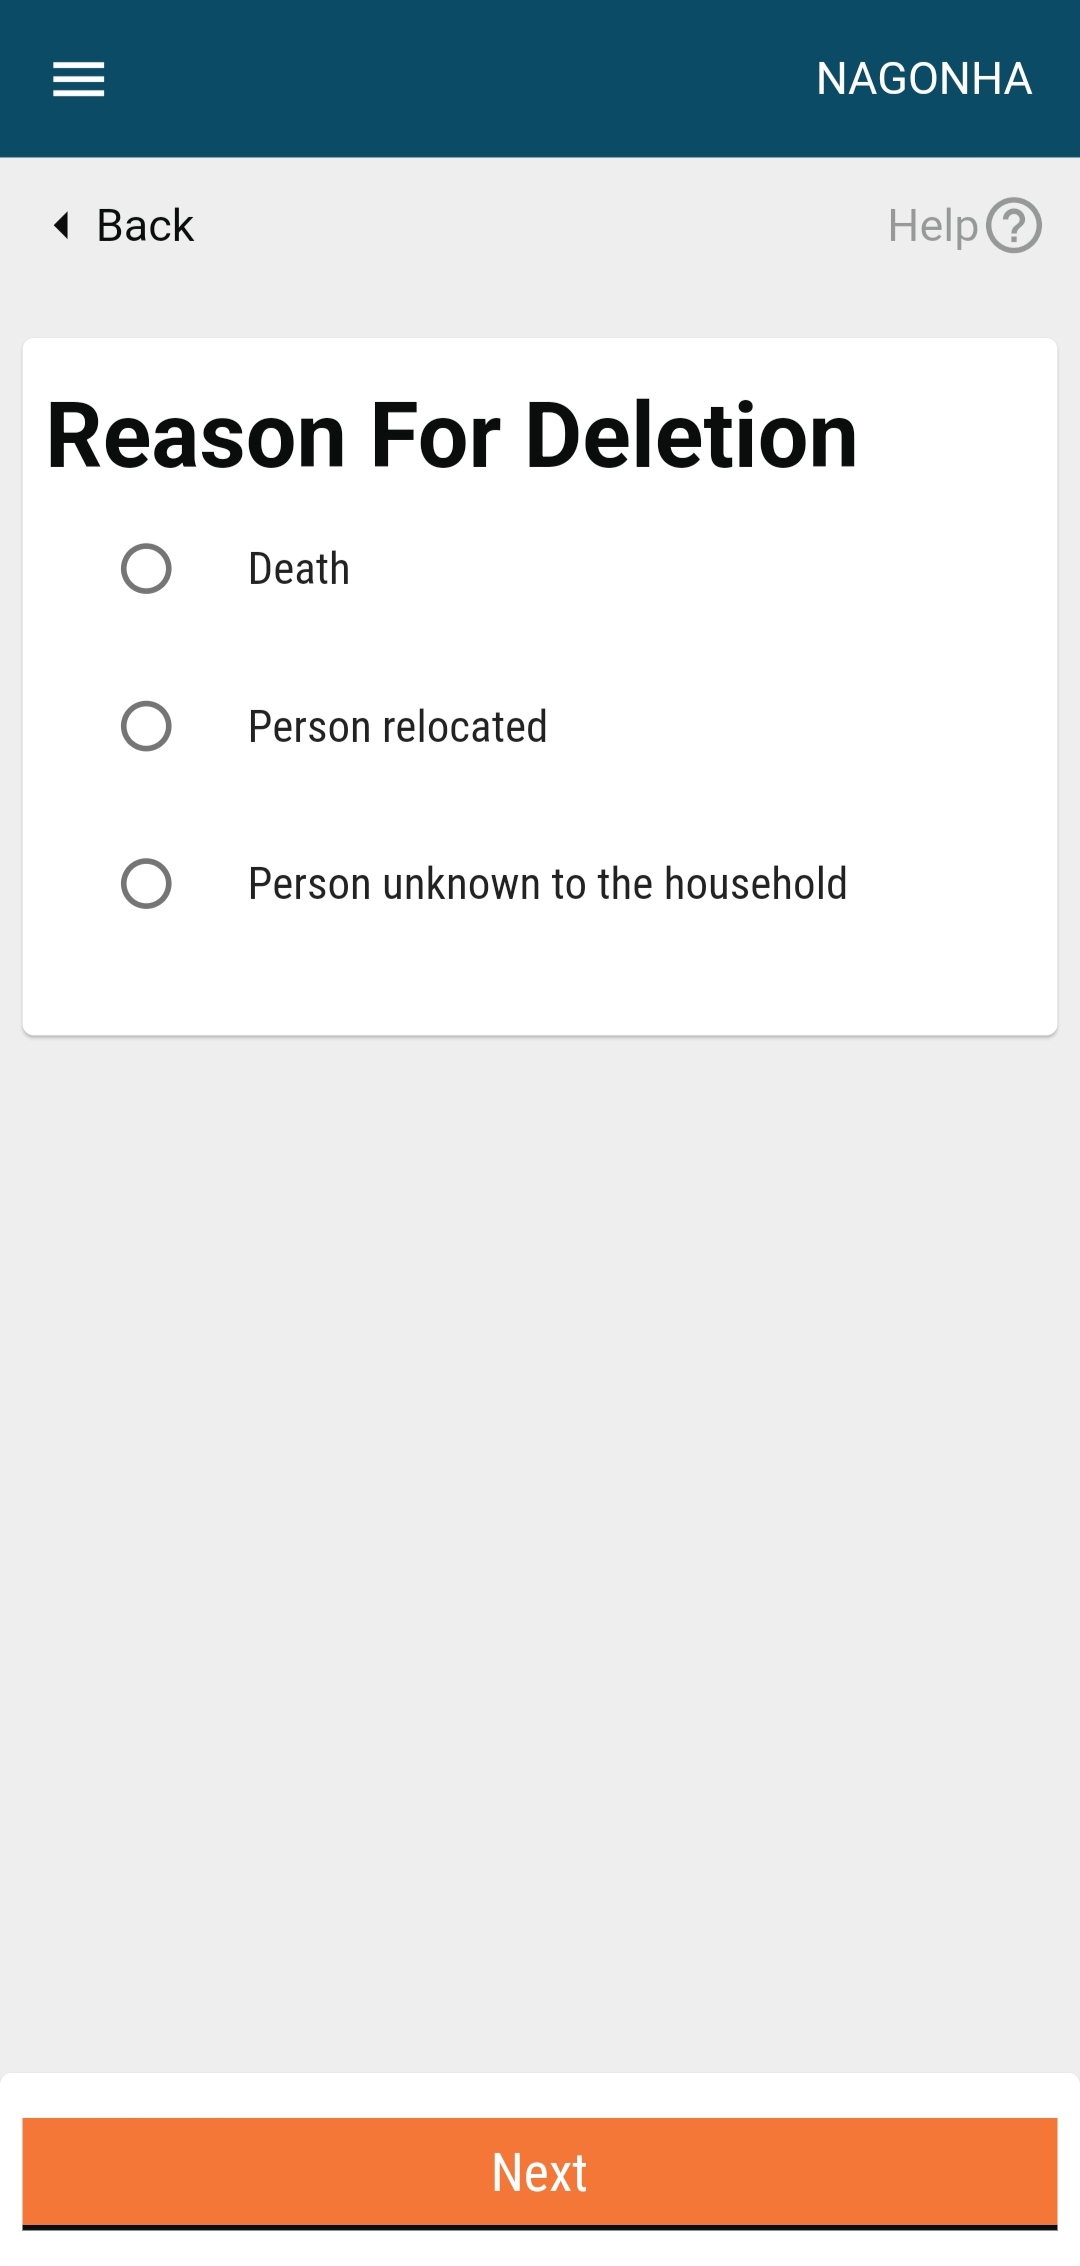 NAGONHA
Back
Help
Reason For Deletion
Death
Person relocated
Person unknown to the household
Next